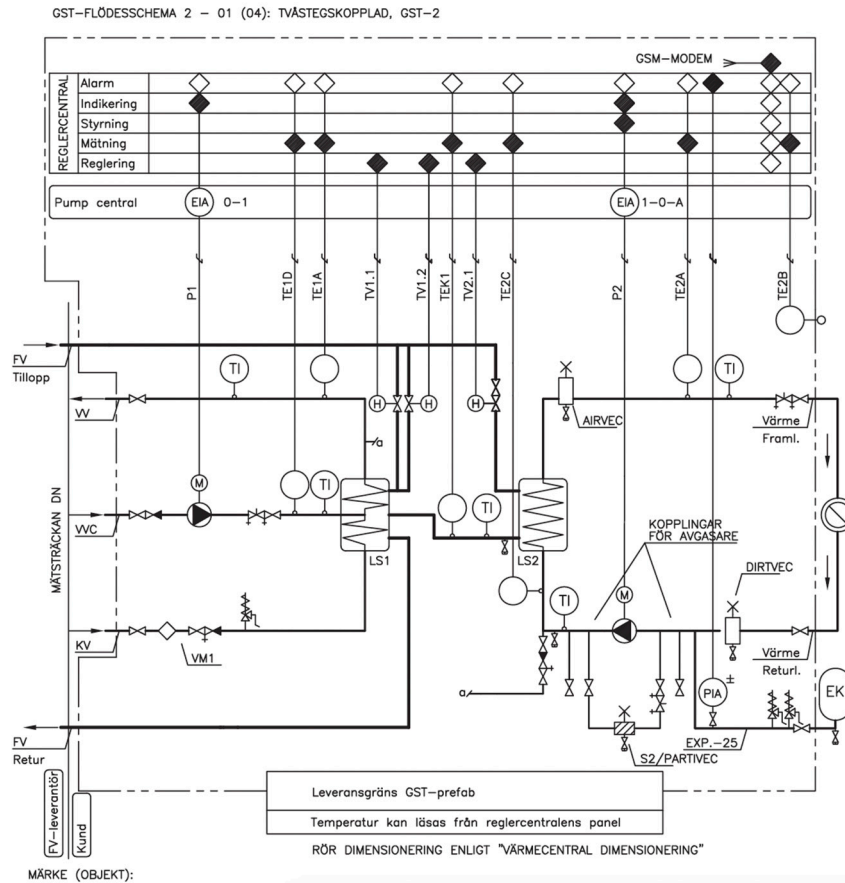 GST-FLÖDESSCHEMA 2 - 01 (04): TVÅSTEGSKOPPLAD, GST-2
GSM-MODEM
REGLERCENTRAL
Alarm
Indikering
Styrning
Mätning
Reglering
Pump central
EIA
0-1
EIA
1-0-A
P1
TE1D
TE1A
TV1.1
TV1.2
TEK1
TV2.1
TE2C
P2
TE2A
TE2B
FV
Tillopp
TI
TI
H
H
H
AIRVEC
VV
Värme
Framl.
a
M
TI
TI
VVC
LS1
LS2
KOPPLINGAR
FÖR AVGASARE
MÄTSTRÄCKAN DN
DIRTVEC
TI
M
KV
VM1
Värme
Returl.
a
PIA
±
EK
FV
Retur
EXP.-25
S2/PARTIVEC
FV-leverantör
Kund
Leveransgräns GST-prefab
Temperatur kan läsas från reglercentralens panel
RÖR DIMENSIONERING ENLIGT "VÄRMECENTRAL DIMENSIONERING"
MÄRKE (OBJEKT):